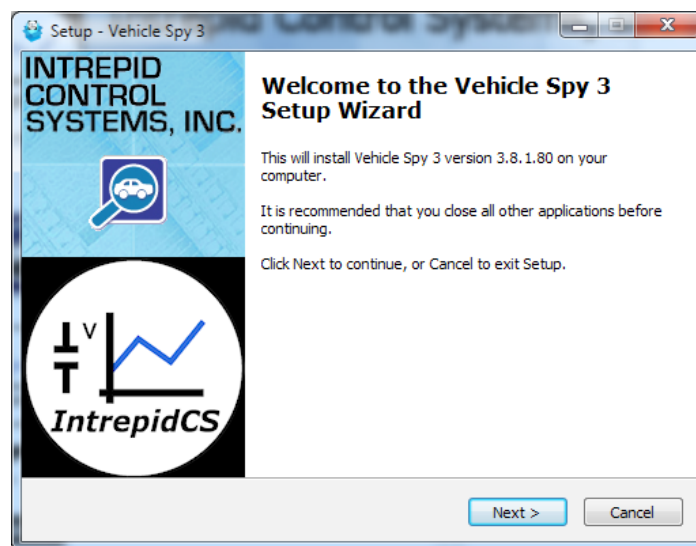 Setup - Vehicle Spy 3
INTREPID
CONTROL
SYSTEMS, INC.
Welcome to the Vehicle Spy 3
Setup Wizard
This will install Vehicle Spy 3 version 3.8.1.80 on your
computer.
It is recommended that you close all other applications before
continuing.
Click Next to continue, or Cancel to exit Setup.
V
IntrepidCS
Next >
Cancel